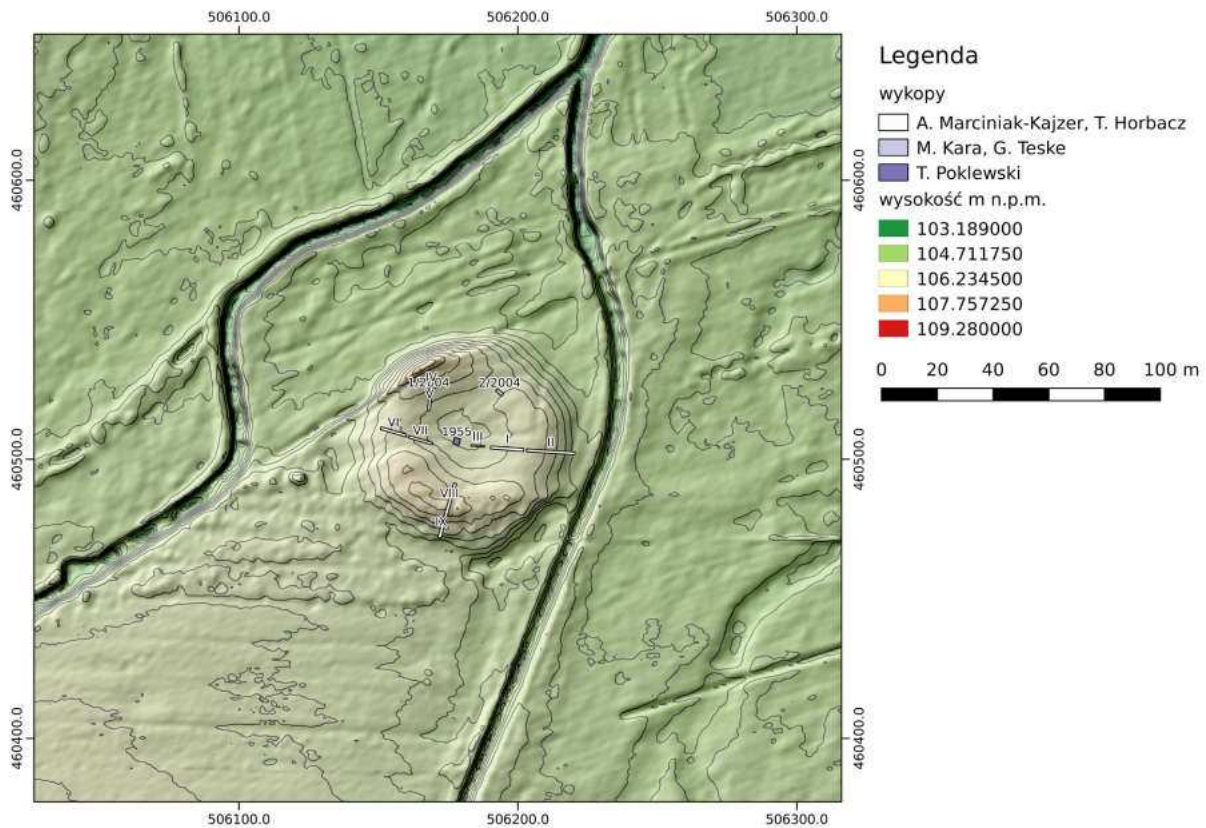 506100.0 506200.0 506300.0
460600.0 460600.0
460500.0 460500.0
460400.0 460400.0
IV
1/2004 2/2004
V
VI VII 1955 III I II
VIII
IX
506100.0 506200.0 506300.0
Legenda
wykopy
A. Marciniak-Kajzer, T. Horbacz
M. Kara, G. Teske
T. Poklewski
wysokość m n.p.m.
103.189000
104.711750
106.234500
107.757250
109.280000
0 20 40 60 80 100 m